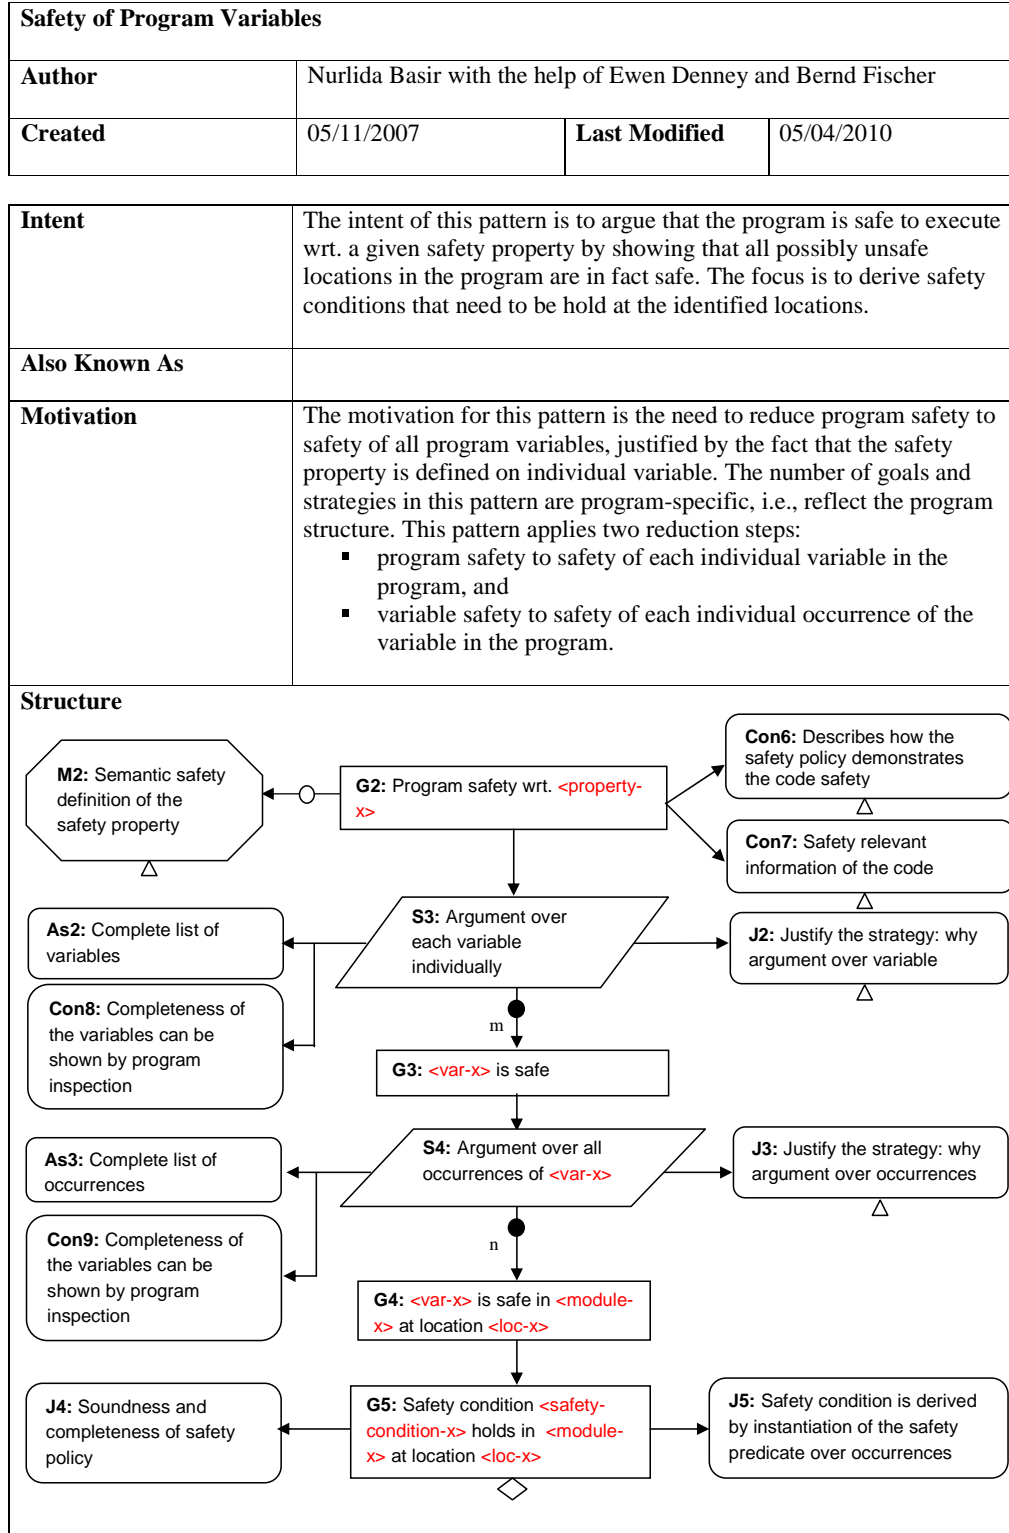 Safety of Program Variables
Author
Nurlida Basir with the help of Ewen Denney and Bernd Fischer
Created
05/11/2007
Last Modified
05/04/2010
Intent
The intent of this pattern is to argue that the program is safe to execute
wrt. a given safety property by showing that all possibly unsafe
locations in the program are in fact safe. The focus is to derive safety
conditions that need to be hold at the identified locations.
Also Known As
Motivation
The motivation for this pattern is the need to reduce program safety to
safety of all program variables, justified by the fact that the safety
property is defined on individual variable. The number of goals and
strategies in this pattern are program-specific, i.e., reflect the program
structure. This pattern applies two reduction steps:
▪ program safety to safety of each individual variable in the
program, and
▪ variable safety to safety of each individual occurrence of the
variable in the program.
Structure
M2: Semantic safety
definition of the
safety property
G2: Program safety wrt. <property-
x>
Con6: Describes how the
safety policy demonstrates
the code safety
Con7: Safety relevant
information of the code
As2: Complete list of
variables
S3: Argument over
each variable
individually
J2: Justify the strategy: why
argument over variable
Con8: Completeness of
the variables can be
shown by program
inspection
m
G3: <var-x> is safe
As3: Complete list of
occurrences
S4: Argument over all
occurrences of <var-x>
J3: Justify the strategy: why
argument over occurrences
Con9: Completeness of
the variables can be
shown by program
inspection
n
G4: <var-x> is safe in <module-
x> at location <loc-x>
J4: Soundness and
completeness of safety
policy
G5: Safety condition <safety-
condition-x> holds in <module-
x> at location <loc-x>
J5: Safety condition is derived
by instantiation of the safety
predicate over occurrences